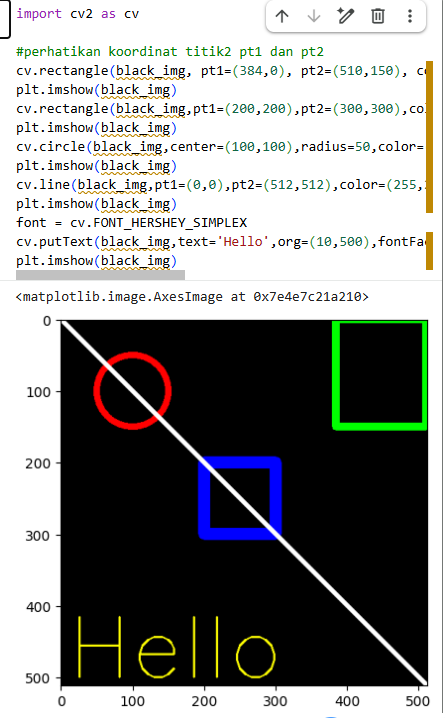 import cv2 as cv
#perhatikan koordinat titik2 pt1 dan pt2
cv.rectangle(black_img, pt1=(384,0), pt2=(510,150), c
plt.imshow(black_img)
cv.rectangle(black_img,pt1=(200,200),pt2=(300,300),co
plt.imshow(black_img)
cv.circle(black_img,center=(100,100),radius=50,color=
plt.imshow(black_img)
cv.line(black_img,pt1=(0,0),pt2=(512,512),color=(255,
plt.imshow(black_img)
font = cv.FONT_HERSHEY_SIMPLEX
cv.putText(black_img,text='Hello',org=(10,500),fontFa
plt.imshow(black_img)
<matplotlib.image.AxesImage at 0x7e4e7c21a210>
0
100
200
300
400
500
Hello
0 100 200 300 400 500